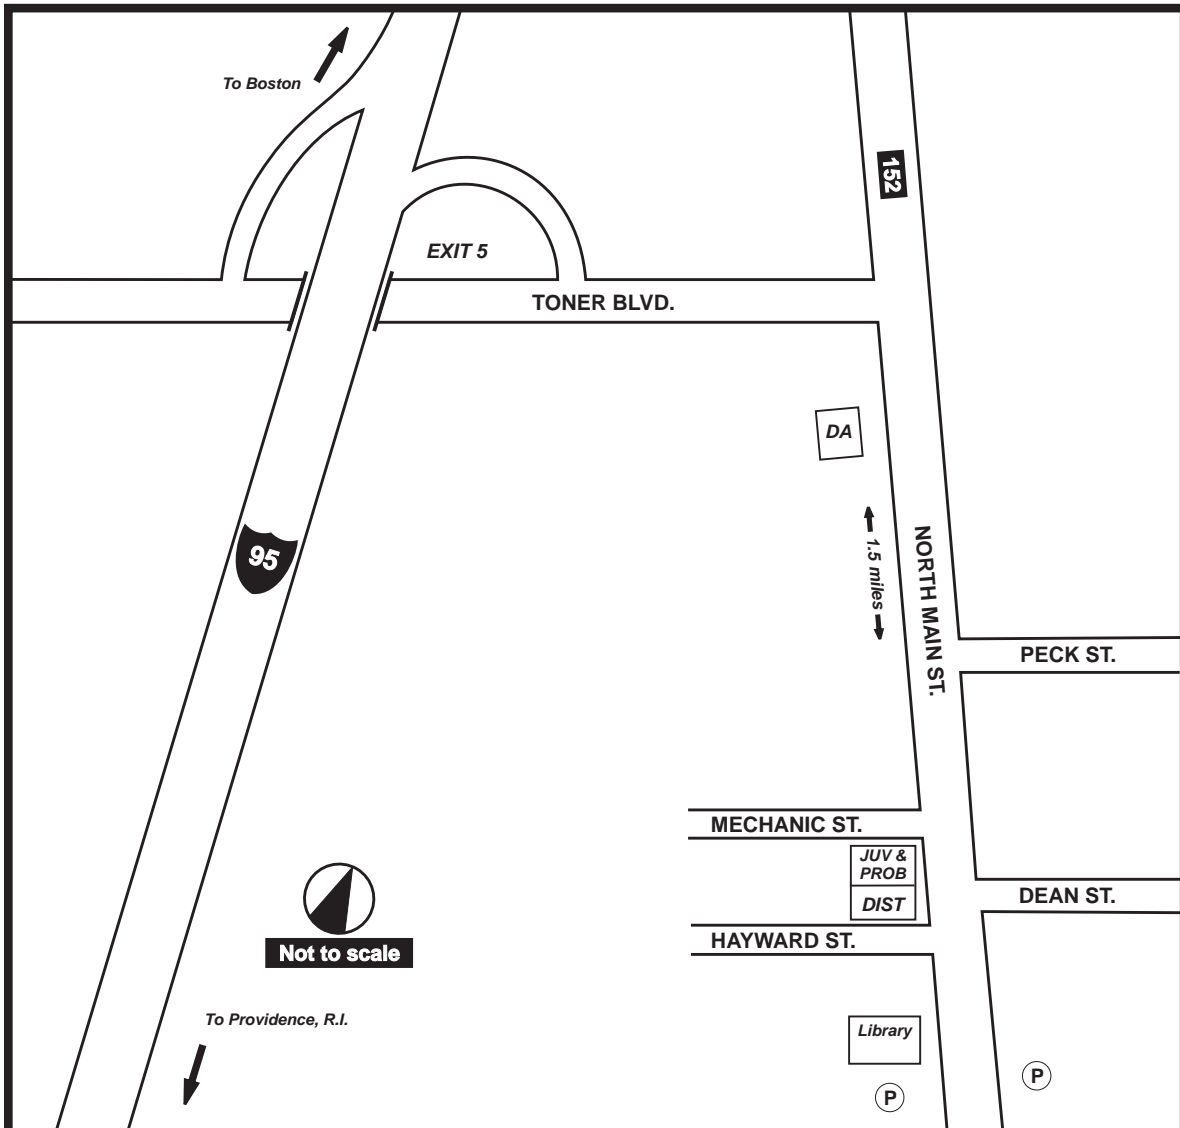 To Boston
152
EXIT 5
TONER BLVD.
DA
1.5 miles
NORTH MAIN ST.
95
PECK ST.
MECHANIC ST.
JUV &
PROB
DIST
DEAN ST.
HAYWARD ST.
Not to scale
To Providence, R.I.
Library
P
P